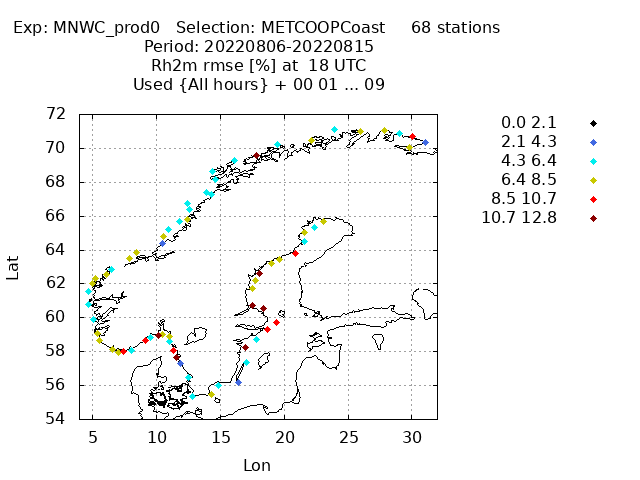 Exp: MNWC_prod0 Selection: METCOOPCoast 68 stations
Period: 20220806-20220815
Rh2m rmse [%] at 18 UTC
Used {All hours} + 00 01 ... 09
72
70
68
66
64
62
60
58
56
54
5 10 15 20 25 30
Lat
Lon
0.0 2.1
2.1 4.3
4.3 6.4
6.4 8.5
8.5 10.7
10.7 12.8